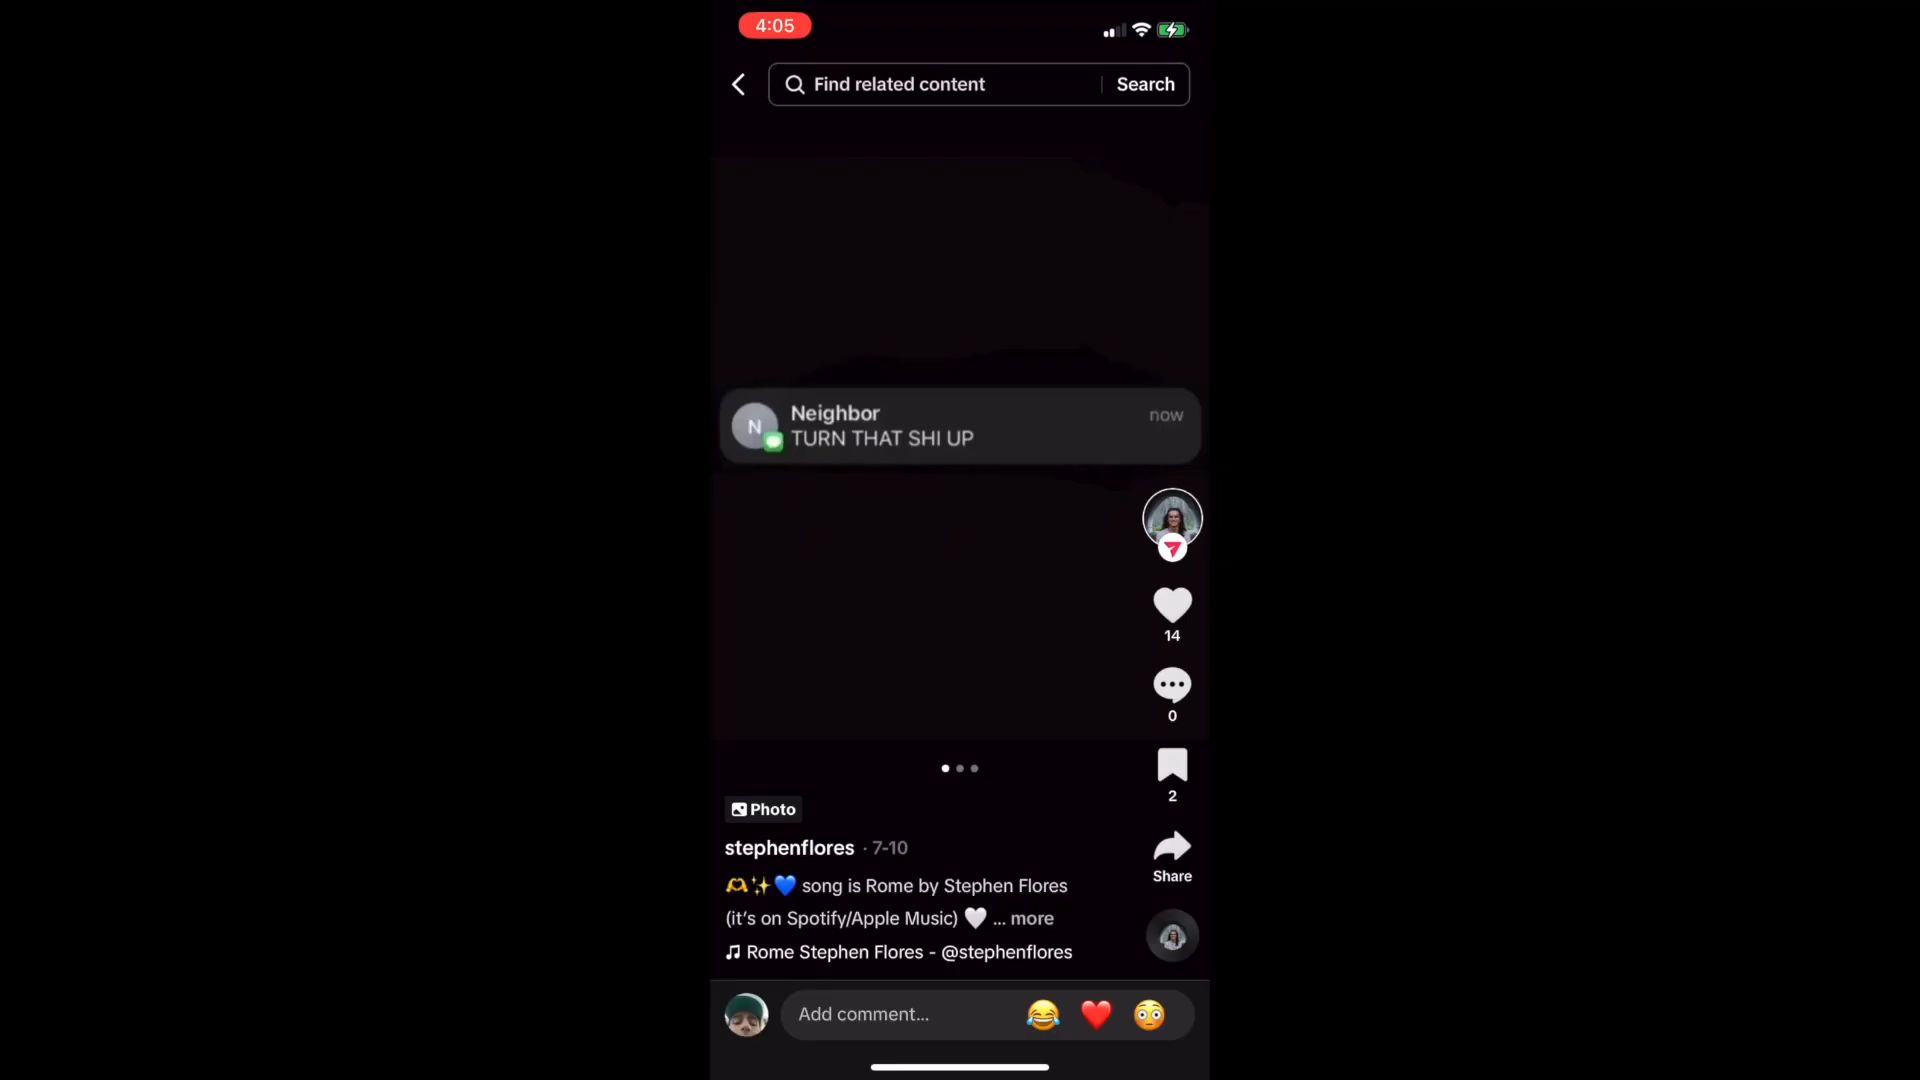 4:05
Find related content
Search
Neighbor
now
N
TURN THAT SHI UP
14
0
2
Photo
stephenflores · 7-10
🫶✨💙 song is Rome by Stephen Flores
(it's on Spotify/Apple Music) 🤍 ... more
Rome Stephen Flores - @stephenflores
Share
Add comment...